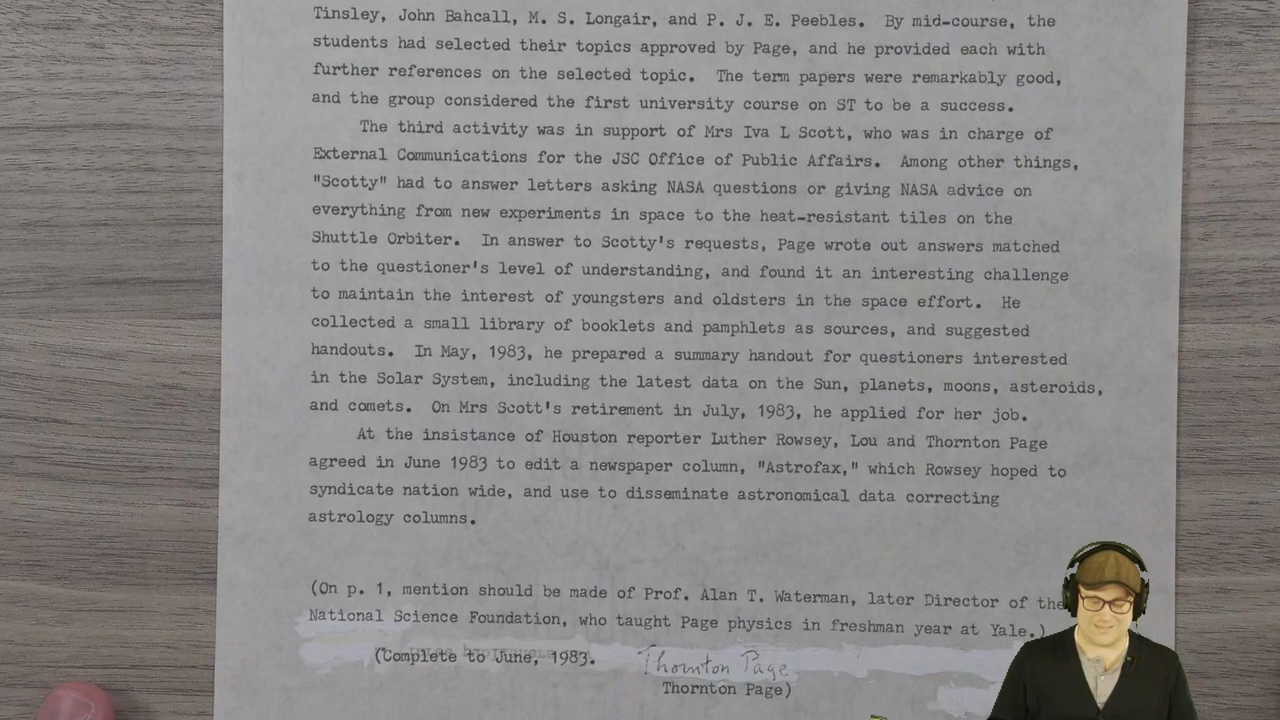 Tinsley, John Bahcall, M. S. Longair, and P. J. E. Peebles.  By mid-course, the
students had selected their topics approved by Page, and he provided each with
further references on the selected topic.  The term papers were remarkably good,
and the group considered the first university course on ST to be a success.
The third activity was in support of Mrs Iva L Scott, who was in charge of
External Communications for the JSC Office of Public Affairs.  Among other things,
"Scotty" had to answer letters asking NASA questions or giving NASA advice on
everything from new experiments in space to the heat-resistant tiles on the
Shuttle Orbiter.  In answer to Scotty's requests, Page wrote out answers matched
to the questioner's level of understanding, and found it an interesting challenge
to maintain the interest of youngsters and oldsters in the space effort.  He
collected a small library of booklets and pamphlets as sources, and suggested
handouts.  In May, 1983, he prepared a summary handout for questioners interested
in the Solar System, including the latest data on the Sun, planets, moons, asteroids,
and comets.  On Mrs Scott's retirement in July, 1983, he applied for her job.
At the insistance of Houston reporter Luther Rowsey, Lou and Thornton Page
agreed in June 1983 to edit a newspaper column, "Astrofax," which Rowsey hoped to
syndicate nation wide, and use to disseminate astronomical data correcting
astrology columns.
(On p. 1, mention should be made of Prof. Alan T. Waterman, later Director of the
National Science Foundation, who taught Page physics in freshman year at Yale.)
(Complete to June, 1983. Thornton Page
Thornton Page)